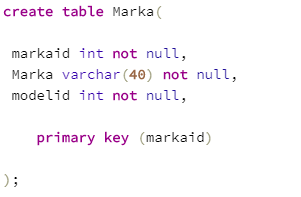 create table Marka(
markaid int not null,
Marka varchar(40) not null,
modelid int not null,
primary key (markaid)
);